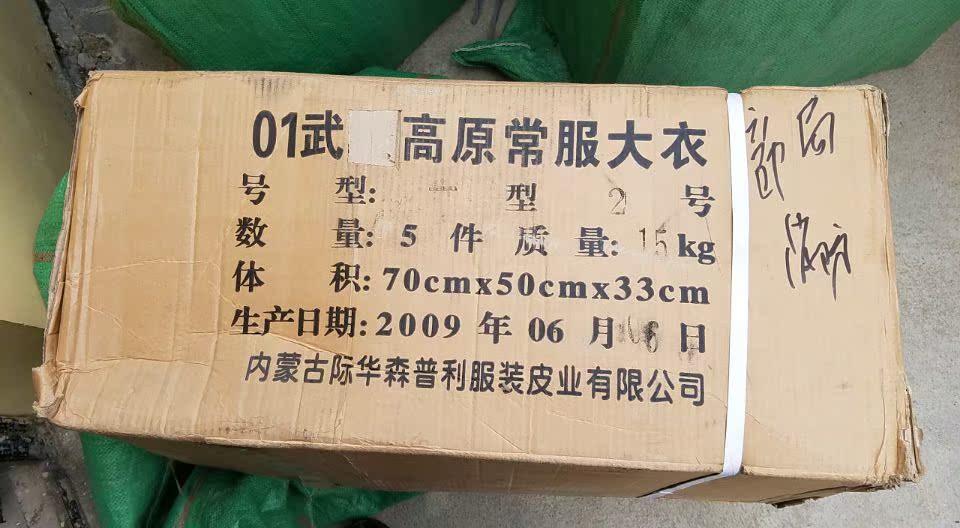 01武 高原常服大衣
号 型: 一 型 2 号
数 量: 5 件 质 量: 15 kg
体 积: 70cmx50cmx33cm
生产日期: 2009 年 06 月 日
内蒙古际华森普利服装皮业有限公司